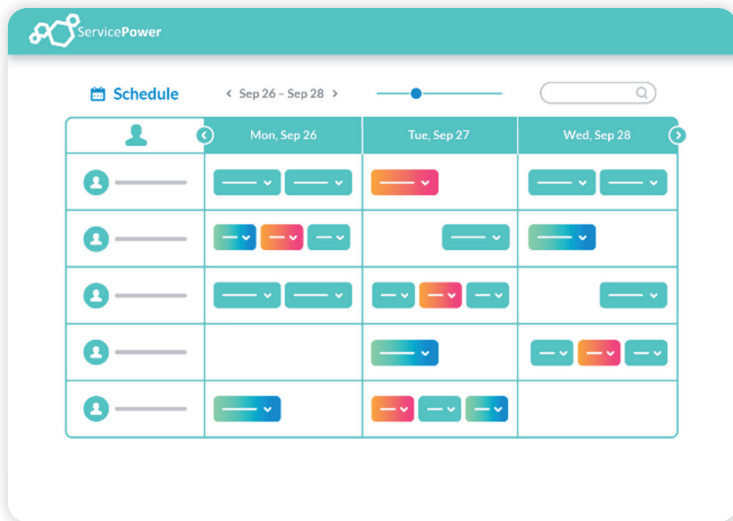 ServicePower
Schedule
Sep 26 – Sep 28
Mon, Sep 26
Tue, Sep 27
Wed, Sep 28